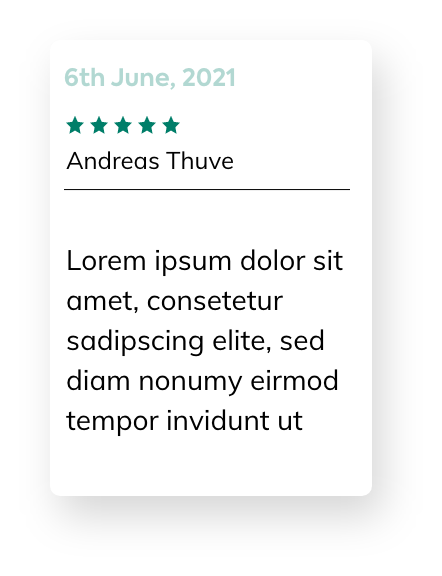 6th June, 2021
Andreas Thuve
Lorem ipsum dolor sit
amet, consetetur
sadipscing elite, sed
diam nonumy eirmod
tempor invidunt ut